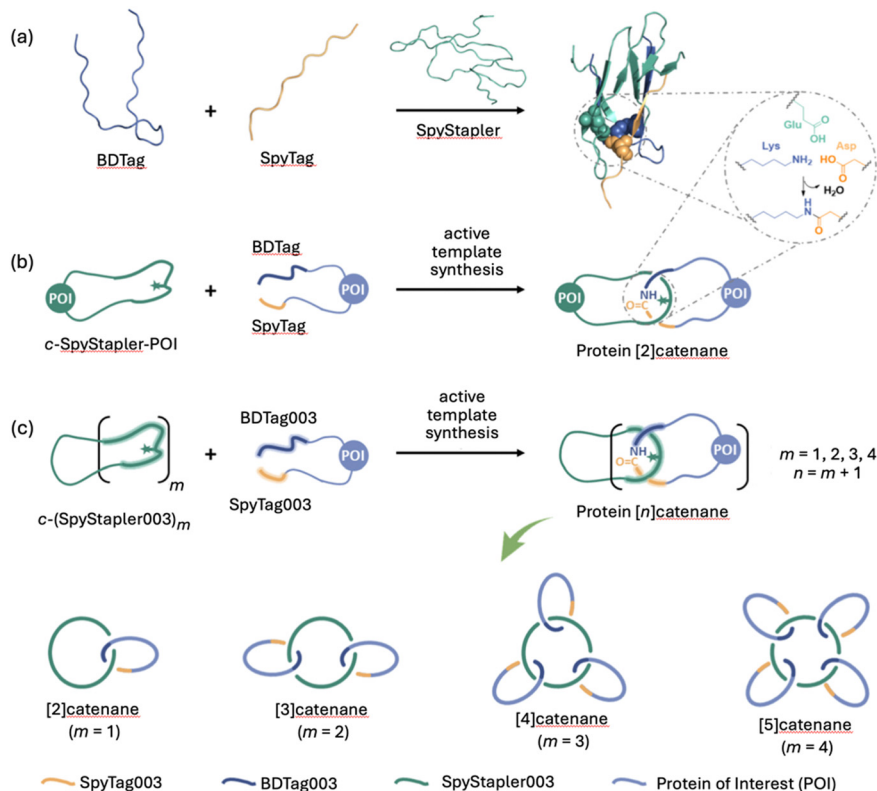 (a)
BDTag
+
SpyTag
SpyStapler
Glu
O
OH
Lys
Asp
NH₂
HO
O
H₂O
H
N
O
(b)
POI
c-SpyStapler-POI
+
BDTag
POI
SpyTag
active
template
synthesis
POI
NH
O=C
POI
Protein [2]catenane
(c)
m
c-(SpyStapler003)m
+
BDTag003
POI
SpyTag003
active
template
synthesis
NH
O=C
POI
Protein [n]catenane
m = 1, 2, 3, 4
n = m + 1
[2]catenane
(m = 1)
[3]catenane
(m = 2)
[4]catenane
(m = 3)
[5]catenane
(m = 4)
SpyTag003
BDTag003
SpyStapler003
Protein of Interest (POI)